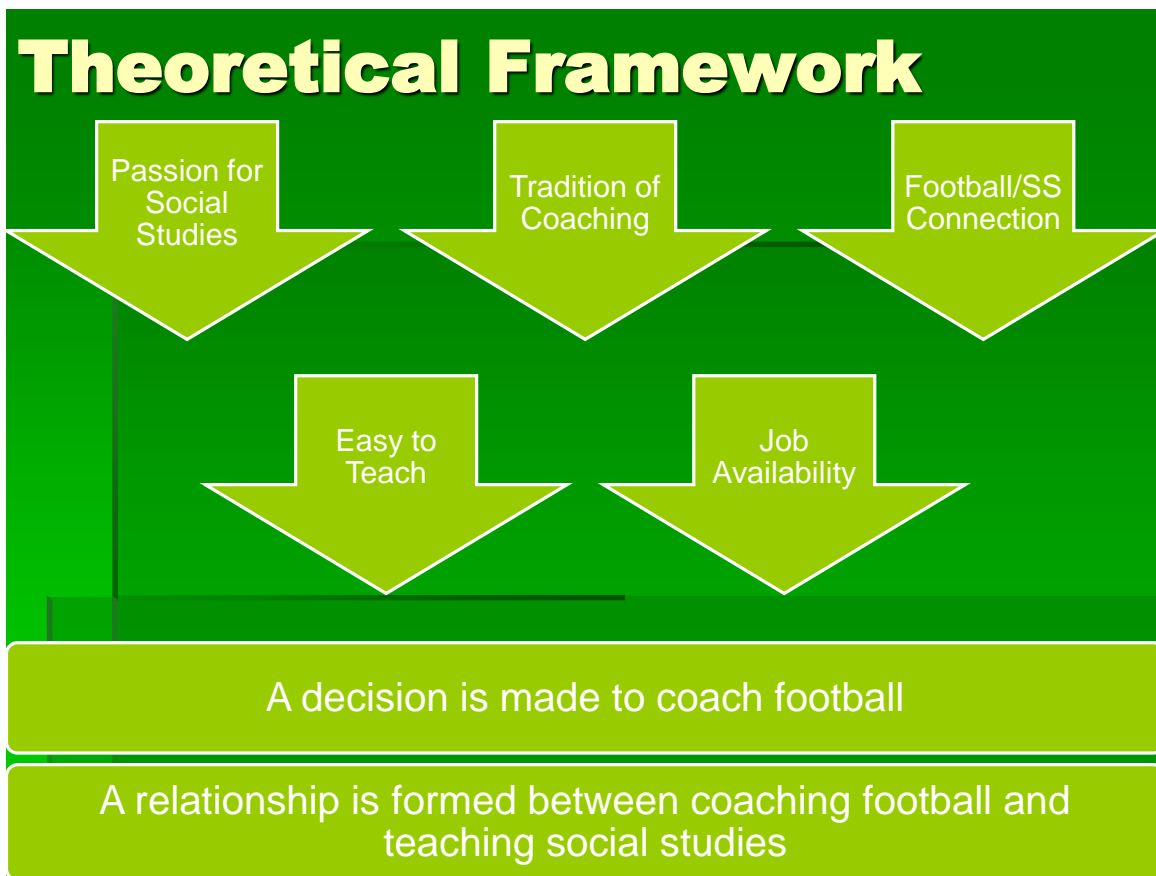 Theoretical Framework
Passion for
Social
Studies
Tradition of
Coaching
Football/SS
Connection
Easy to
Teach
Job
Availability
A decision is made to coach football
A relationship is formed between coaching football and
teaching social studies